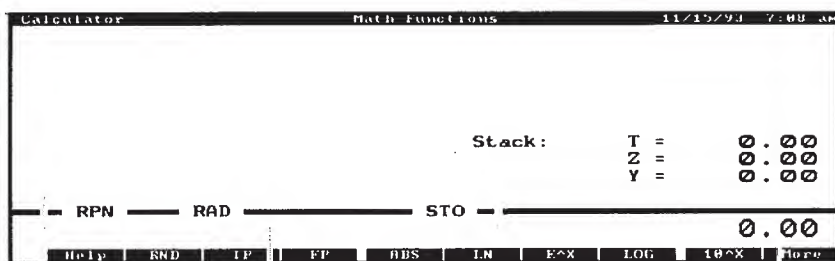 Calculator Math Functions 11/15/93 7:08 am
Stack: T = 0.00
Z = 0.00
Y = 0.00
RPN RAD STO
0.00
Help RND IP FP ABS LN E^X LOG 10^X More